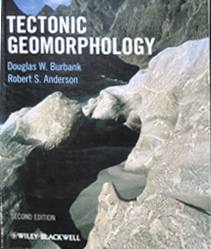 TECTONIC
GEOMORPHOLOGY
Douglas W. Burbank
Robert S. Anderson
SECOND EDITION
WILEY-BLACKWELL